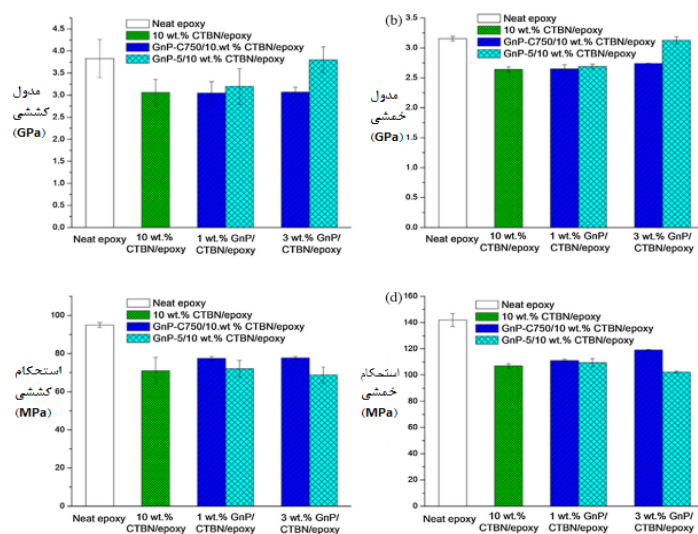 Neat epoxy
10 wt.% CTBN/epoxy
GnP-C750/10.wt % CTBN/epoxy
GnP-5/10 wt.% CTBN/epoxy
4.5
4.0
3.5
3.0
2.5
2.0
1.5
1.0
0.5
0.0
مدول
کششی
(GPa)
Neat epoxy
10 wt.%
CTBN/epoxy
1 wt.% GnP/
CTBN/epoxy
3 wt.% GnP/
CTBN/epoxy
(b)
Neat epoxy
10 wt.% CTBN/epoxy
GnP-C750/10 wt.% CTBN/epoxy
GnP-5/10 wt.% CTBN/epoxy
3.5
3.0
2.5
2.0
1.5
1.0
0.5
0.0
مدول
خمشی
(GPa)
Neat epoxy
10 wt.%
CTBN/epoxy
1 wt.% GnP/
CTBN/epoxy
3 wt.% GnP/
CTBN/epoxy
Neat epoxy
10 wt.% CTBN/epoxy
GnP-C750/10.wt % CTBN/epoxy
GnP-5/10 wt.% CTBN/epoxy
100
80
60
40
20
0
استحکام
کششی
(MPa)
Neat epoxy
10 wt.%
CTBN/epoxy
1 wt.% GnP/
CTBN/epoxy
3 wt.% GnP/
CTBN/epoxy
(d)
Neat epoxy
10 wt.% CTBN/epoxy
GnP-C750/10 wt.% CTBN/epoxy
GnP-5/10 wt.% CTBN/epoxy
160
140
120
100
80
60
40
20
0
استحکام
خمشی
(MPa)
Neat epoxy
10 wt.%
CTBN/epoxy
1 wt.% GnP/
CTBN/epoxy
3 wt.% GnP/
CTBN/epoxy